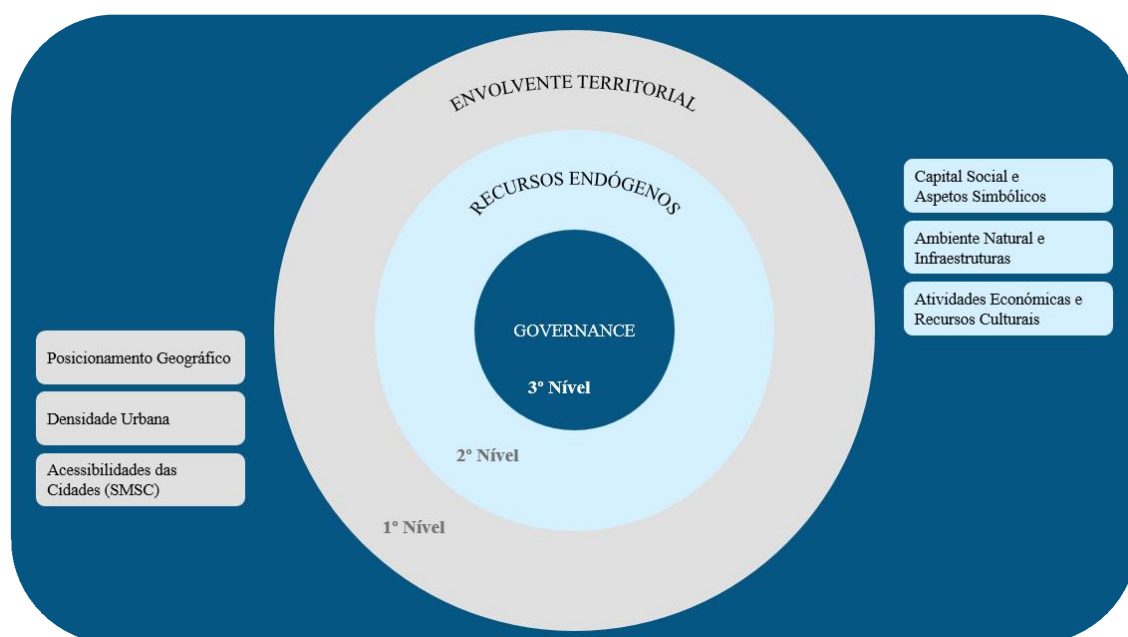 ENVOLVENTE TERRITORIAL
RECURSOS ENDÓGENOS
GOVERNANCE
3º Nível
2º Nível
1º Nível
Posicionamento Geográfico
Densidade Urbana
Acessibilidades das
Cidades (SMSC)
Capital Social e
Aspetos Simbólicos
Ambiente Natural e
Infraestruturas
Atividades Económicas e
Recursos Culturais